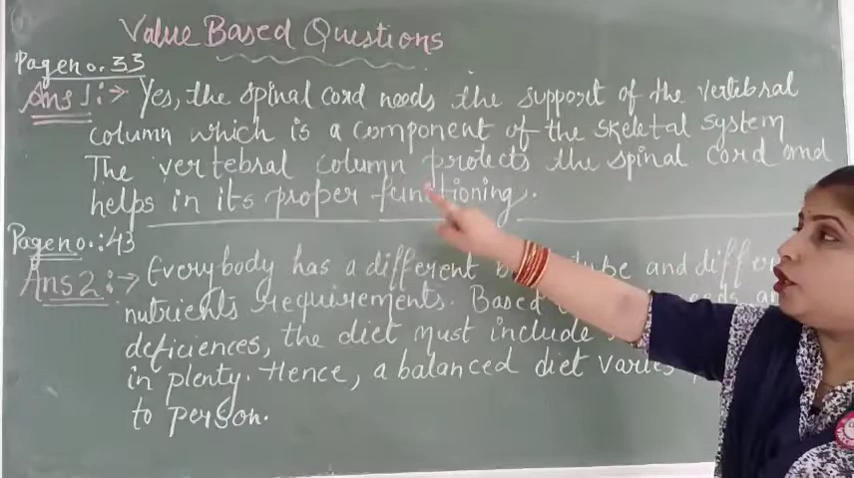 Value Based Questions
Page no. 33
Ans 1:→ Yes, the spinal cord needs the support of the vertebral
column which is a component of the skeletal system
The vertebral column protects the spinal cord and
helps in its proper functioning.
Page no.:43
Ans 2:→ Everybody has a different and
nutrients requirements. Based
deficiences, the diet must include
in plenty. Hence, a balanced diet varies
to person.